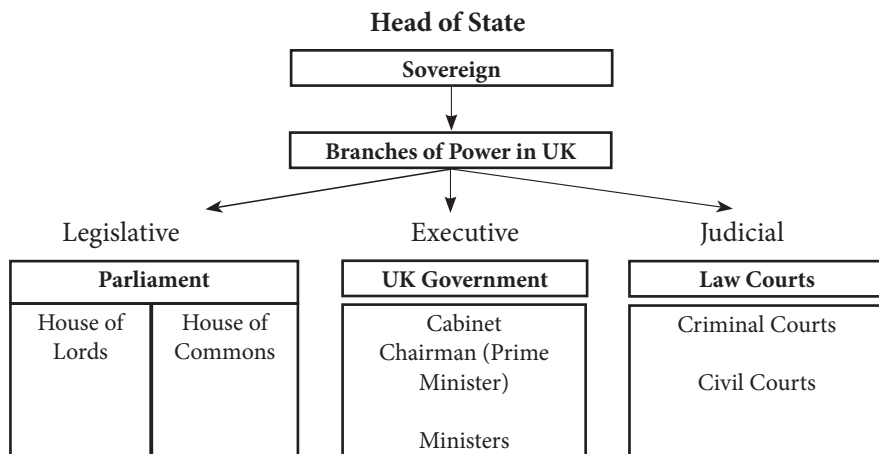 Head of State
Sovereign
Branches of Power in UK
Legislative
Parliament
House of
Lords
House of
Commons
Executive
UK Government
Cabinet
Chairman (Prime
Minister)
Ministers
Judicial
Law Courts
Criminal Courts
Civil Courts